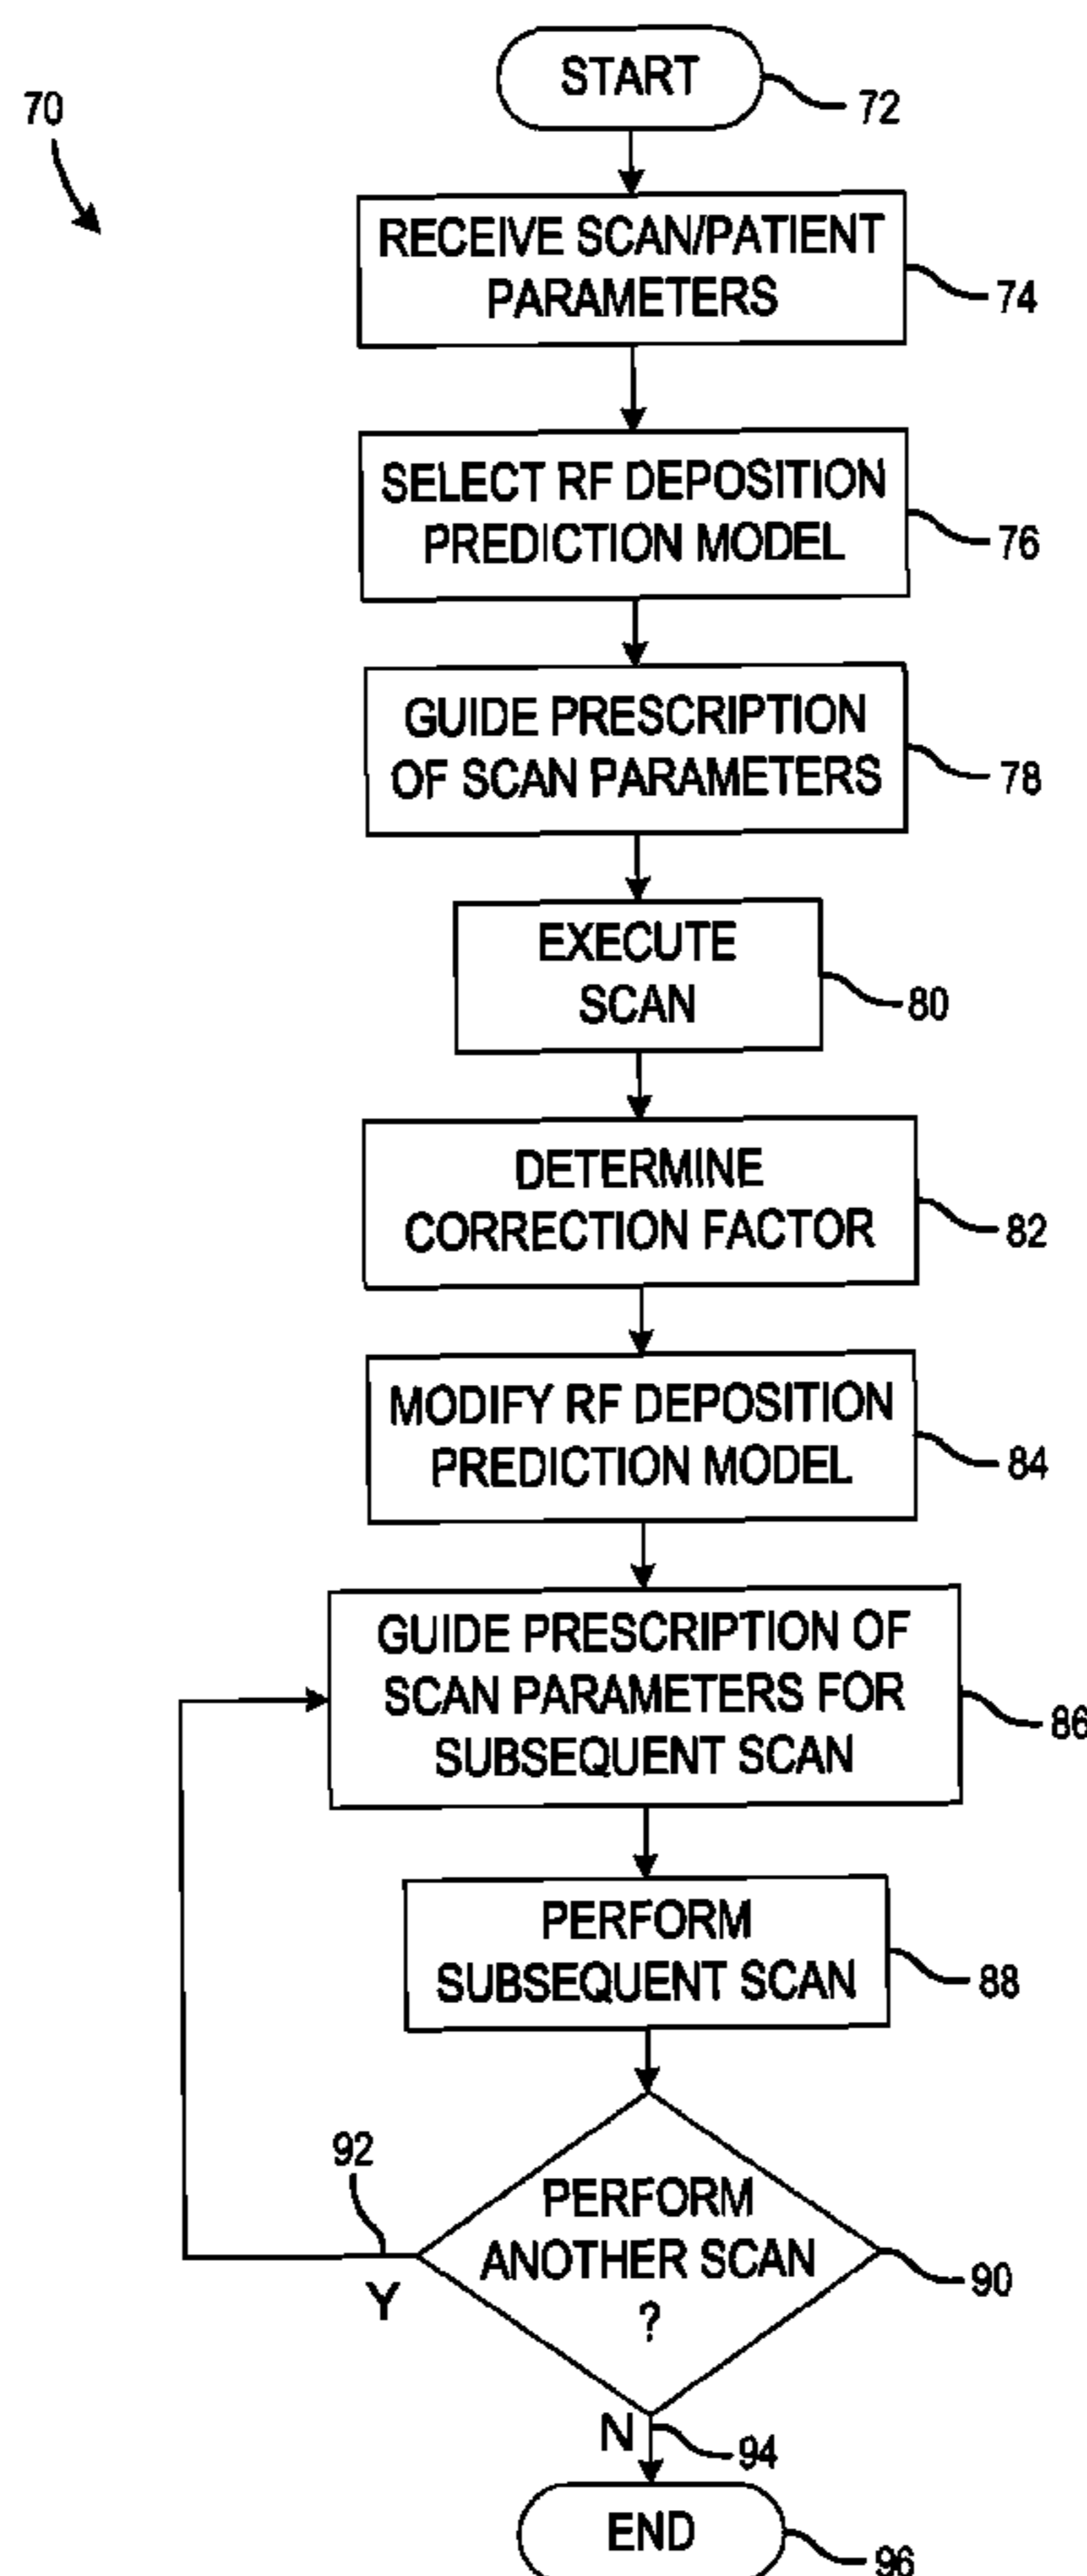 START
72
70
RECEIVE SCAN/PATIENT
PARAMETERS
74
SELECT RF DEPOSITION
PREDICTION MODEL
76
GUIDE PRESCRIPTION
OF SCAN PARAMETERS
78
EXECUTE
SCAN
80
DETERMINE
CORRECTION FACTOR
82
MODIFY RF DEPOSITION
PREDICTION MODEL
84
GUIDE PRESCRIPTION OF
SCAN PARAMETERS FOR
SUBSEQUENT SCAN
86
PERFORM
SUBSEQUENT SCAN
88
92
Y
PERFORM
ANOTHER SCAN
?
90
N
94
END
96